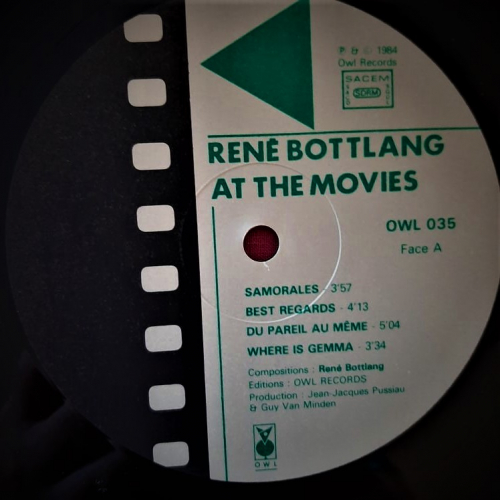 ℗ & © 1984
Owl Records
SACEM
SDRM
RENÉ BOTTLANG
AT THE MOVIES
OWL 035
Face A
SAMORALES - 3'57
BEST REGARDS - 4'13
DU PAREIL AU MÊME - 5'04
WHERE IS GEMMA - 3'34
Compositions : René Bottlang
Editions : OWL RECORDS
Production : Jean-Jacques Pussiau
& Guy Van Minden
OWL